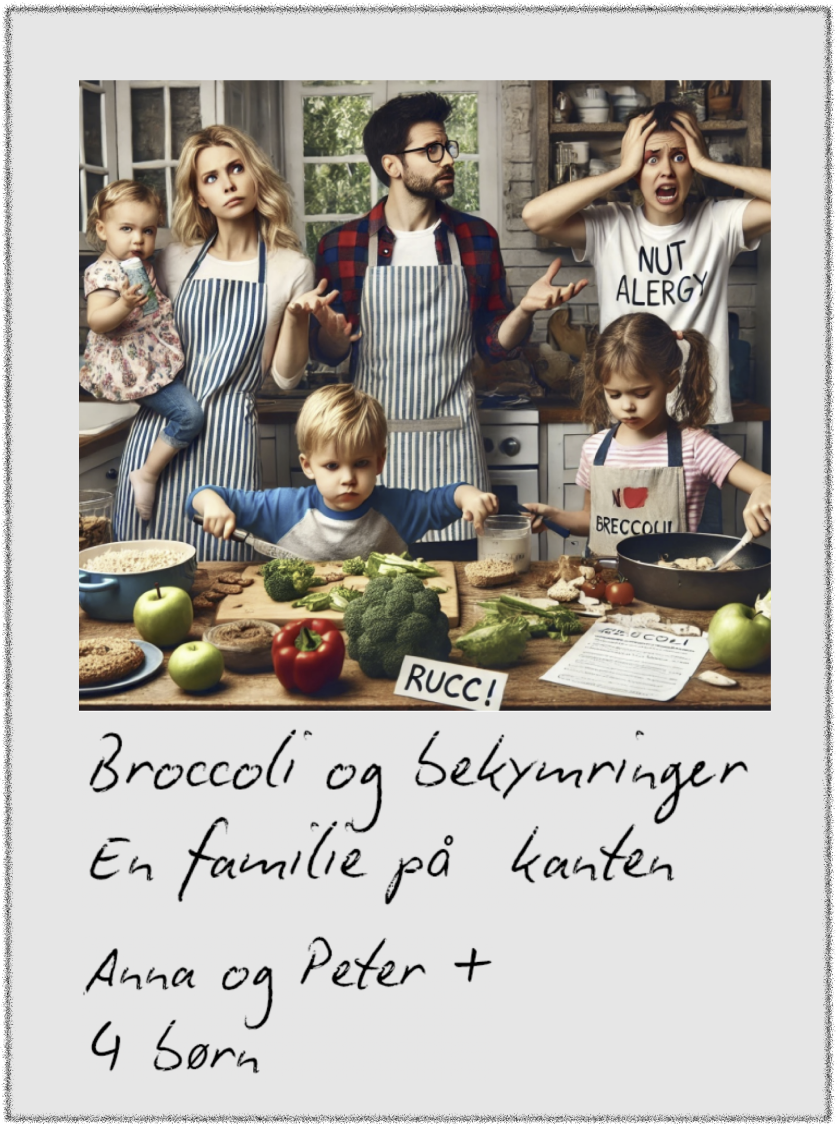 NUT
ALERGY
N
BRECCOLI
RUCC!
Broccoli og bekymringer
En familie på kanten
Anna og Peter +
4 børn